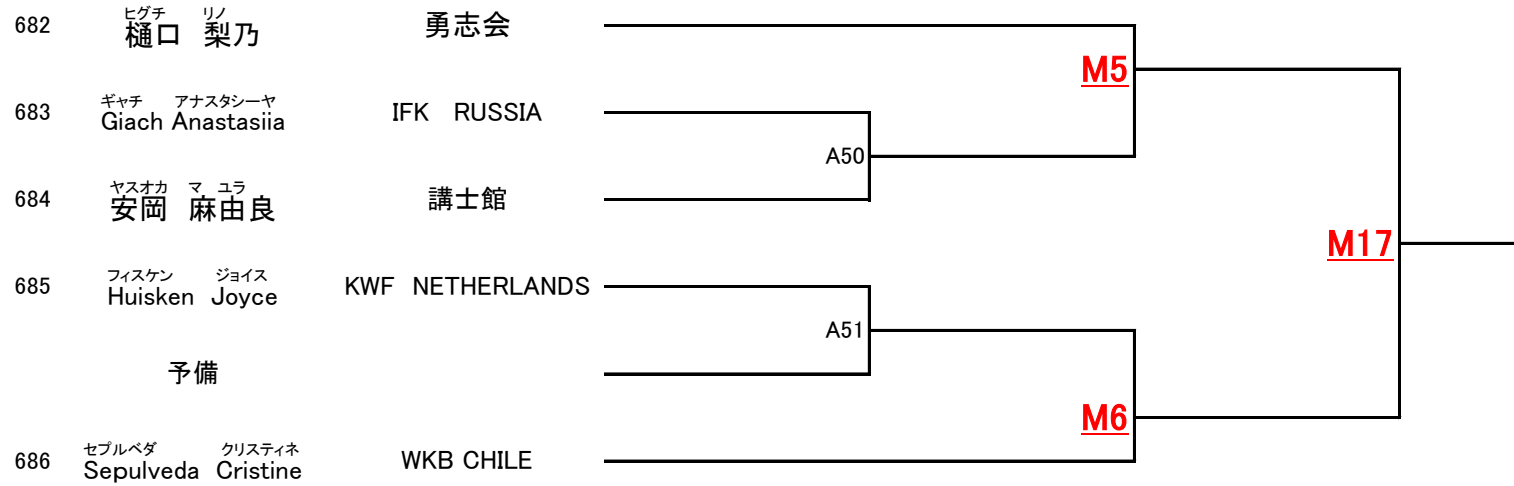 ヒグチ リノ
682 樋口 梨乃 勇志会
M5
ギャチ アナスタシーヤ
683 Giach Anastasiia IFK RUSSIA
A50
ヤスオカ マ ユラ
684 安岡 麻由良 講士館
M17
フィスケン ジョイス
685 Huisken Joyce KWF NETHERLANDS
A51
予備
M6
セプルベダ クリスティネ
686 Sepulveda Cristine WKB CHILE